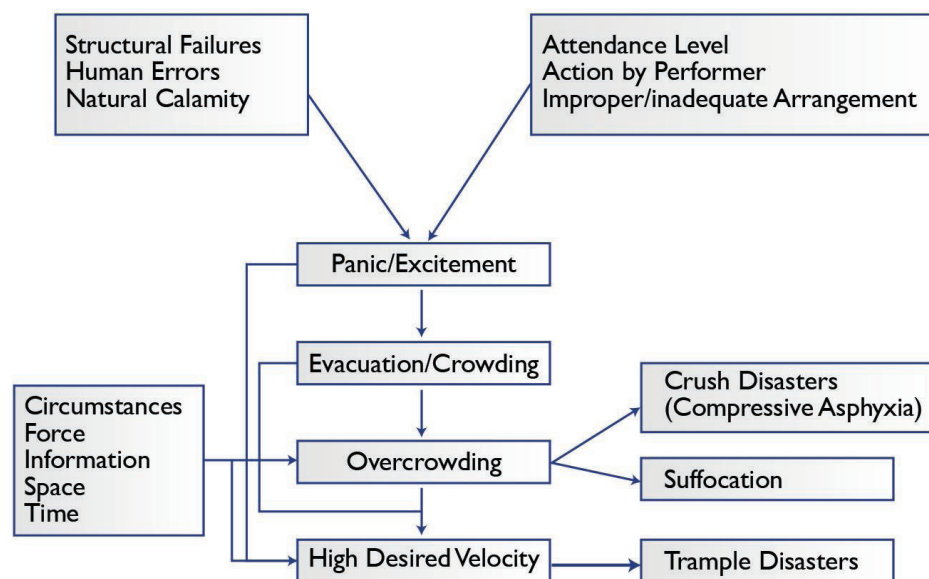 Structural Failures
Human Errors
Natural Calamity
Attendance Level
Action by Performer
Improper/inadequate Arrangement
Panic/Excitement
Evacuation/Crowding
Circumstances
Force
Information
Space
Time
Overcrowding
Crush Disasters
(Compressive Asphyxia)
Suffocation
High Desired Velocity
Trample Disasters